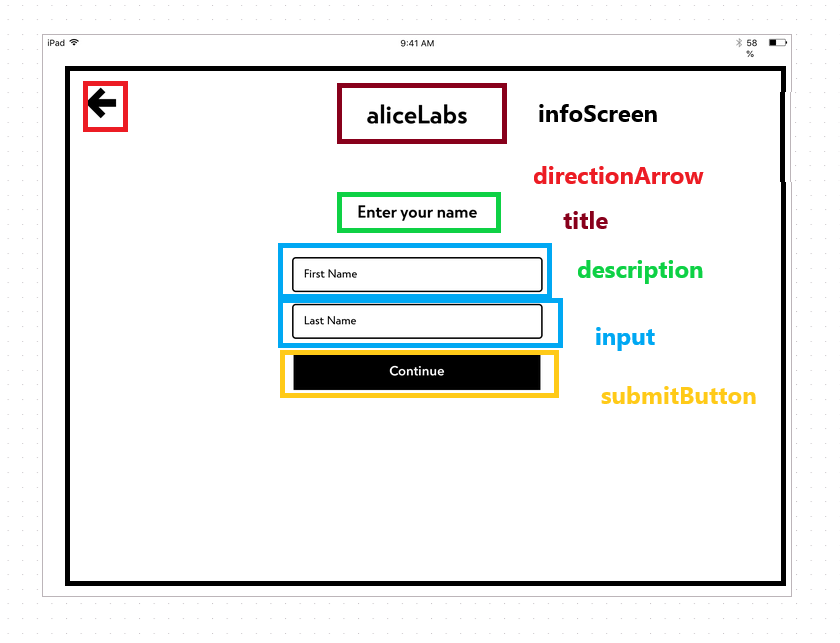 iPad 9:41 AM 58
%
aliceLabs
infoScreen
directionArrow
Enter your name
title
First Name
description
Last Name
input
Continue
submitButton